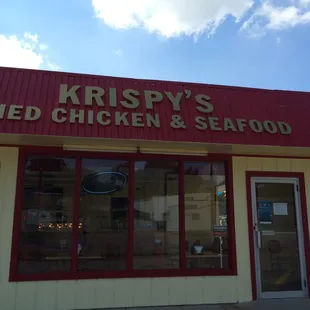 KRISPY'S
IED CHICKEN & SEAFOOD